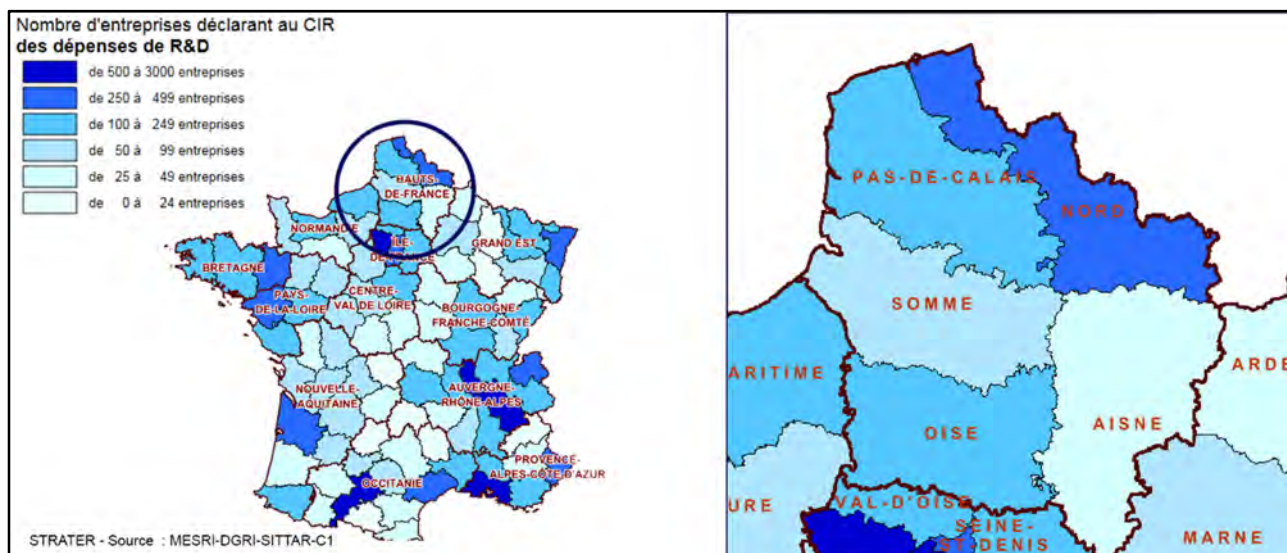 Nombre d'entreprises déclarant au CIR
des dépenses de R&D
de 500 à 3000 entreprises
de 250 à 499 entreprises
de 100 à 249 entreprises
de 50 à 99 entreprises
de 25 à 49 entreprises
de 0 à 24 entreprises
HAUTS-
DE-FRANCE
NORMANDIE
ÎLE-
DE-FRANCE
GRAND EST
BRETAGNE
PAYS-
DE-LA-LOIRE
CENTRE-
VAL DE LOIRE
BOURGOGNE-
FRANCHE-COMTÉ
NOUVELLE-
AQUITAINE
AUVERGNE-
RHÔNE-ALPES
PROVENCE-
ALPES-CÔTE-D'AZUR
OCCITANIE
STRATER - Source : MESRI-DGRI-SITTAR-C1
PAS-DE-CALAIS
NORD
SOMME
ARITIME
ARDE
OISE
AISNE
URE
VAL-D'OISE
SEINE-
ST-DENIS
MARNE